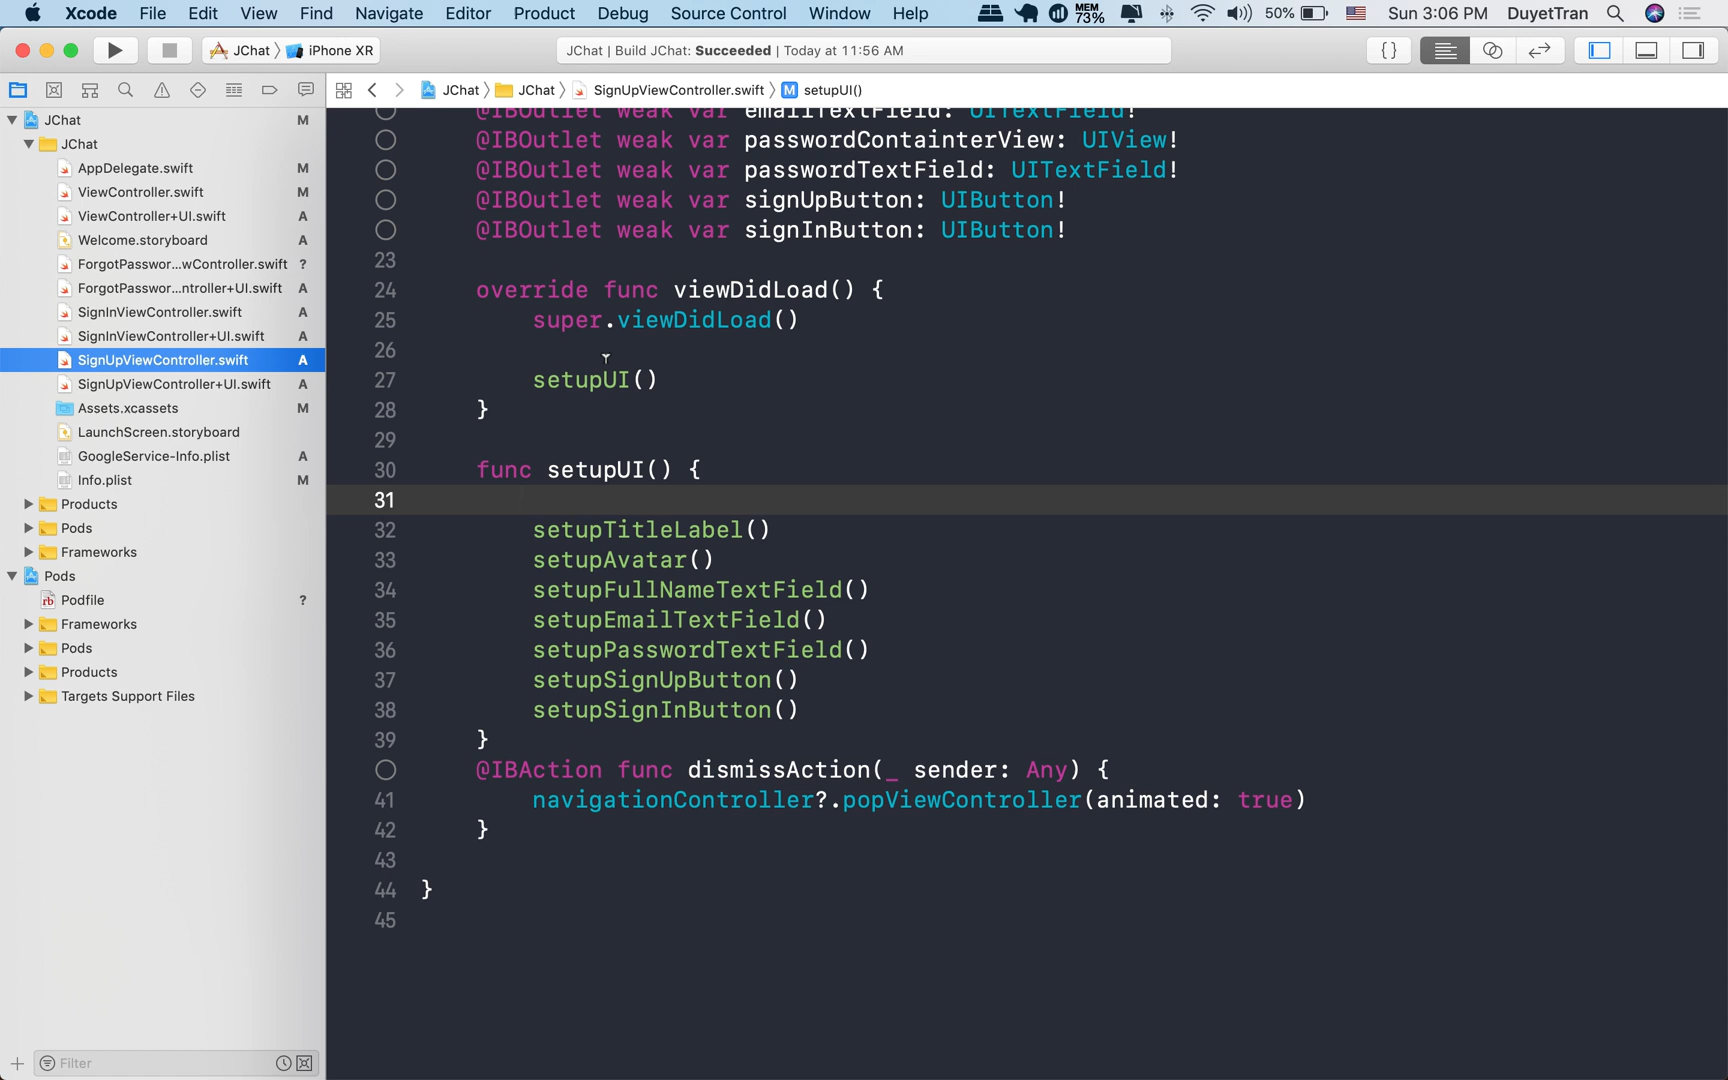 Xcode File Edit View Find Navigate Editor Product Debug Source Control Window Help MEM 73% 50% Sun 3:06 PM DuyetTran
JChat iPhone XR JChat | Build JChat: Succeeded | Today at 11:56 AM {}
JChat JChat SignUpViewController.swift M setupUI()
JChat M
JChat
AppDelegate.swift M
ViewController.swift M
ViewController+UI.swift A
Welcome.storyboard A
ForgotPasswor...wController.swift ?
ForgotPasswor...ntroller+UI.swift A
SignInViewController.swift A
SignInViewController+UI.swift A
SignUpViewController.swift A
SignUpViewController+UI.swift A
Assets.xcassets M
LaunchScreen.storyboard
GoogleService-Info.plist A
Info.plist M
Products
Pods
Frameworks
Pods
rb Podfile ?
Frameworks
Pods
Products
Targets Support Files
Filter
@IBOutlet weak var emailTextField: UITextField!
@IBOutlet weak var passwordContainterView: UIView!
@IBOutlet weak var passwordTextField: UITextField!
@IBOutlet weak var signUpButton: UIButton!
@IBOutlet weak var signInButton: UIButton!
23
24 override func viewDidLoad() {
25 super.viewDidLoad()
26
27 setupUI()
28 }
29
30 func setupUI() {
31
32 setupTitleLabel()
33 setupAvatar()
34 setupFullNameTextField()
35 setupEmailTextField()
36 setupPasswordTextField()
37 setupSignUpButton()
38 setupSignInButton()
39 }
@IBAction func dismissAction(_ sender: Any) {
41 navigationController?.popViewController(animated: true)
42 }
43
44 }
45